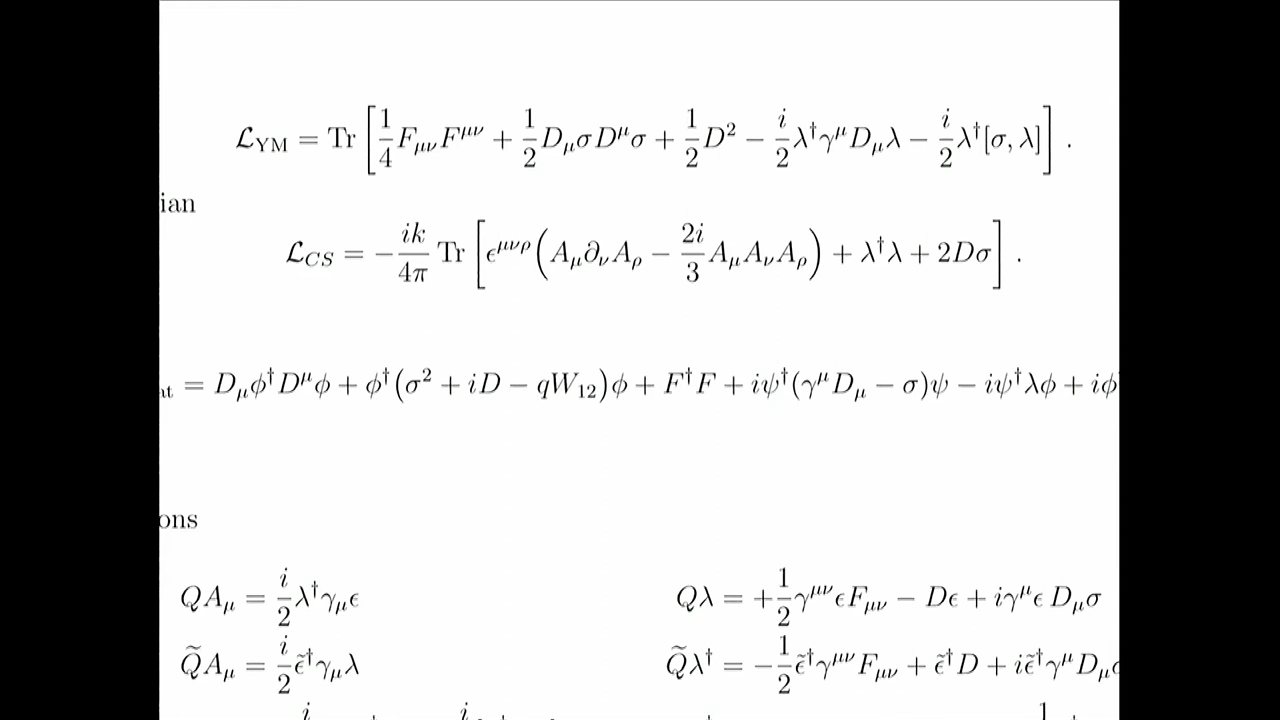 \mathcal{L}_{\text{YM}} = \text{Tr} \left[ \frac{1}{4} F_{\mu\nu} F^{\mu\nu} + \frac{1}{2} D_\mu \sigma D^\mu \sigma + \frac{1}{2} D^2 - \frac{i}{2} \lambda^\dagger \gamma^\mu D_\mu \lambda - \frac{i}{2} \lambda^\dagger [\sigma, \lambda] \right] .
ian
\mathcal{L}_{CS} = -\frac{ik}{4\pi} \text{Tr} \left[ \epsilon^{\mu\nu\rho} \left( A_\mu \partial_\nu A_\rho - \frac{2i}{3} A_\mu A_\nu A_\rho \right) + \lambda^\dagger \lambda + 2D\sigma \right] .
at = D_\mu \phi^\dagger D^\mu \phi + \phi^\dagger (\sigma^2 + iD - qW_{12}) \phi + F^\dagger F + i\psi^\dagger (\gamma^\mu D_\mu - \sigma) \psi - i\psi^\dagger \lambda \phi + i\phi
ons
QA_\mu = \frac{i}{2} \lambda^\dagger \gamma_\mu \epsilon Q\lambda = +\frac{1}{2} \gamma^{\mu\nu} \epsilon F_{\mu\nu} - D\epsilon + i\gamma^\mu \epsilon \, D_\mu \sigma
\widetilde{Q}A_\mu = \frac{i}{2} \tilde{\epsilon}^\dagger \gamma_\mu \lambda \widetilde{Q}\lambda^\dagger = -\frac{1}{2} \tilde{\epsilon}^\dagger \gamma^{\mu\nu} F_{\mu\nu} + \tilde{\epsilon}^\dagger D + i\tilde{\epsilon}^\dagger \gamma^\mu D_\mu \sigma